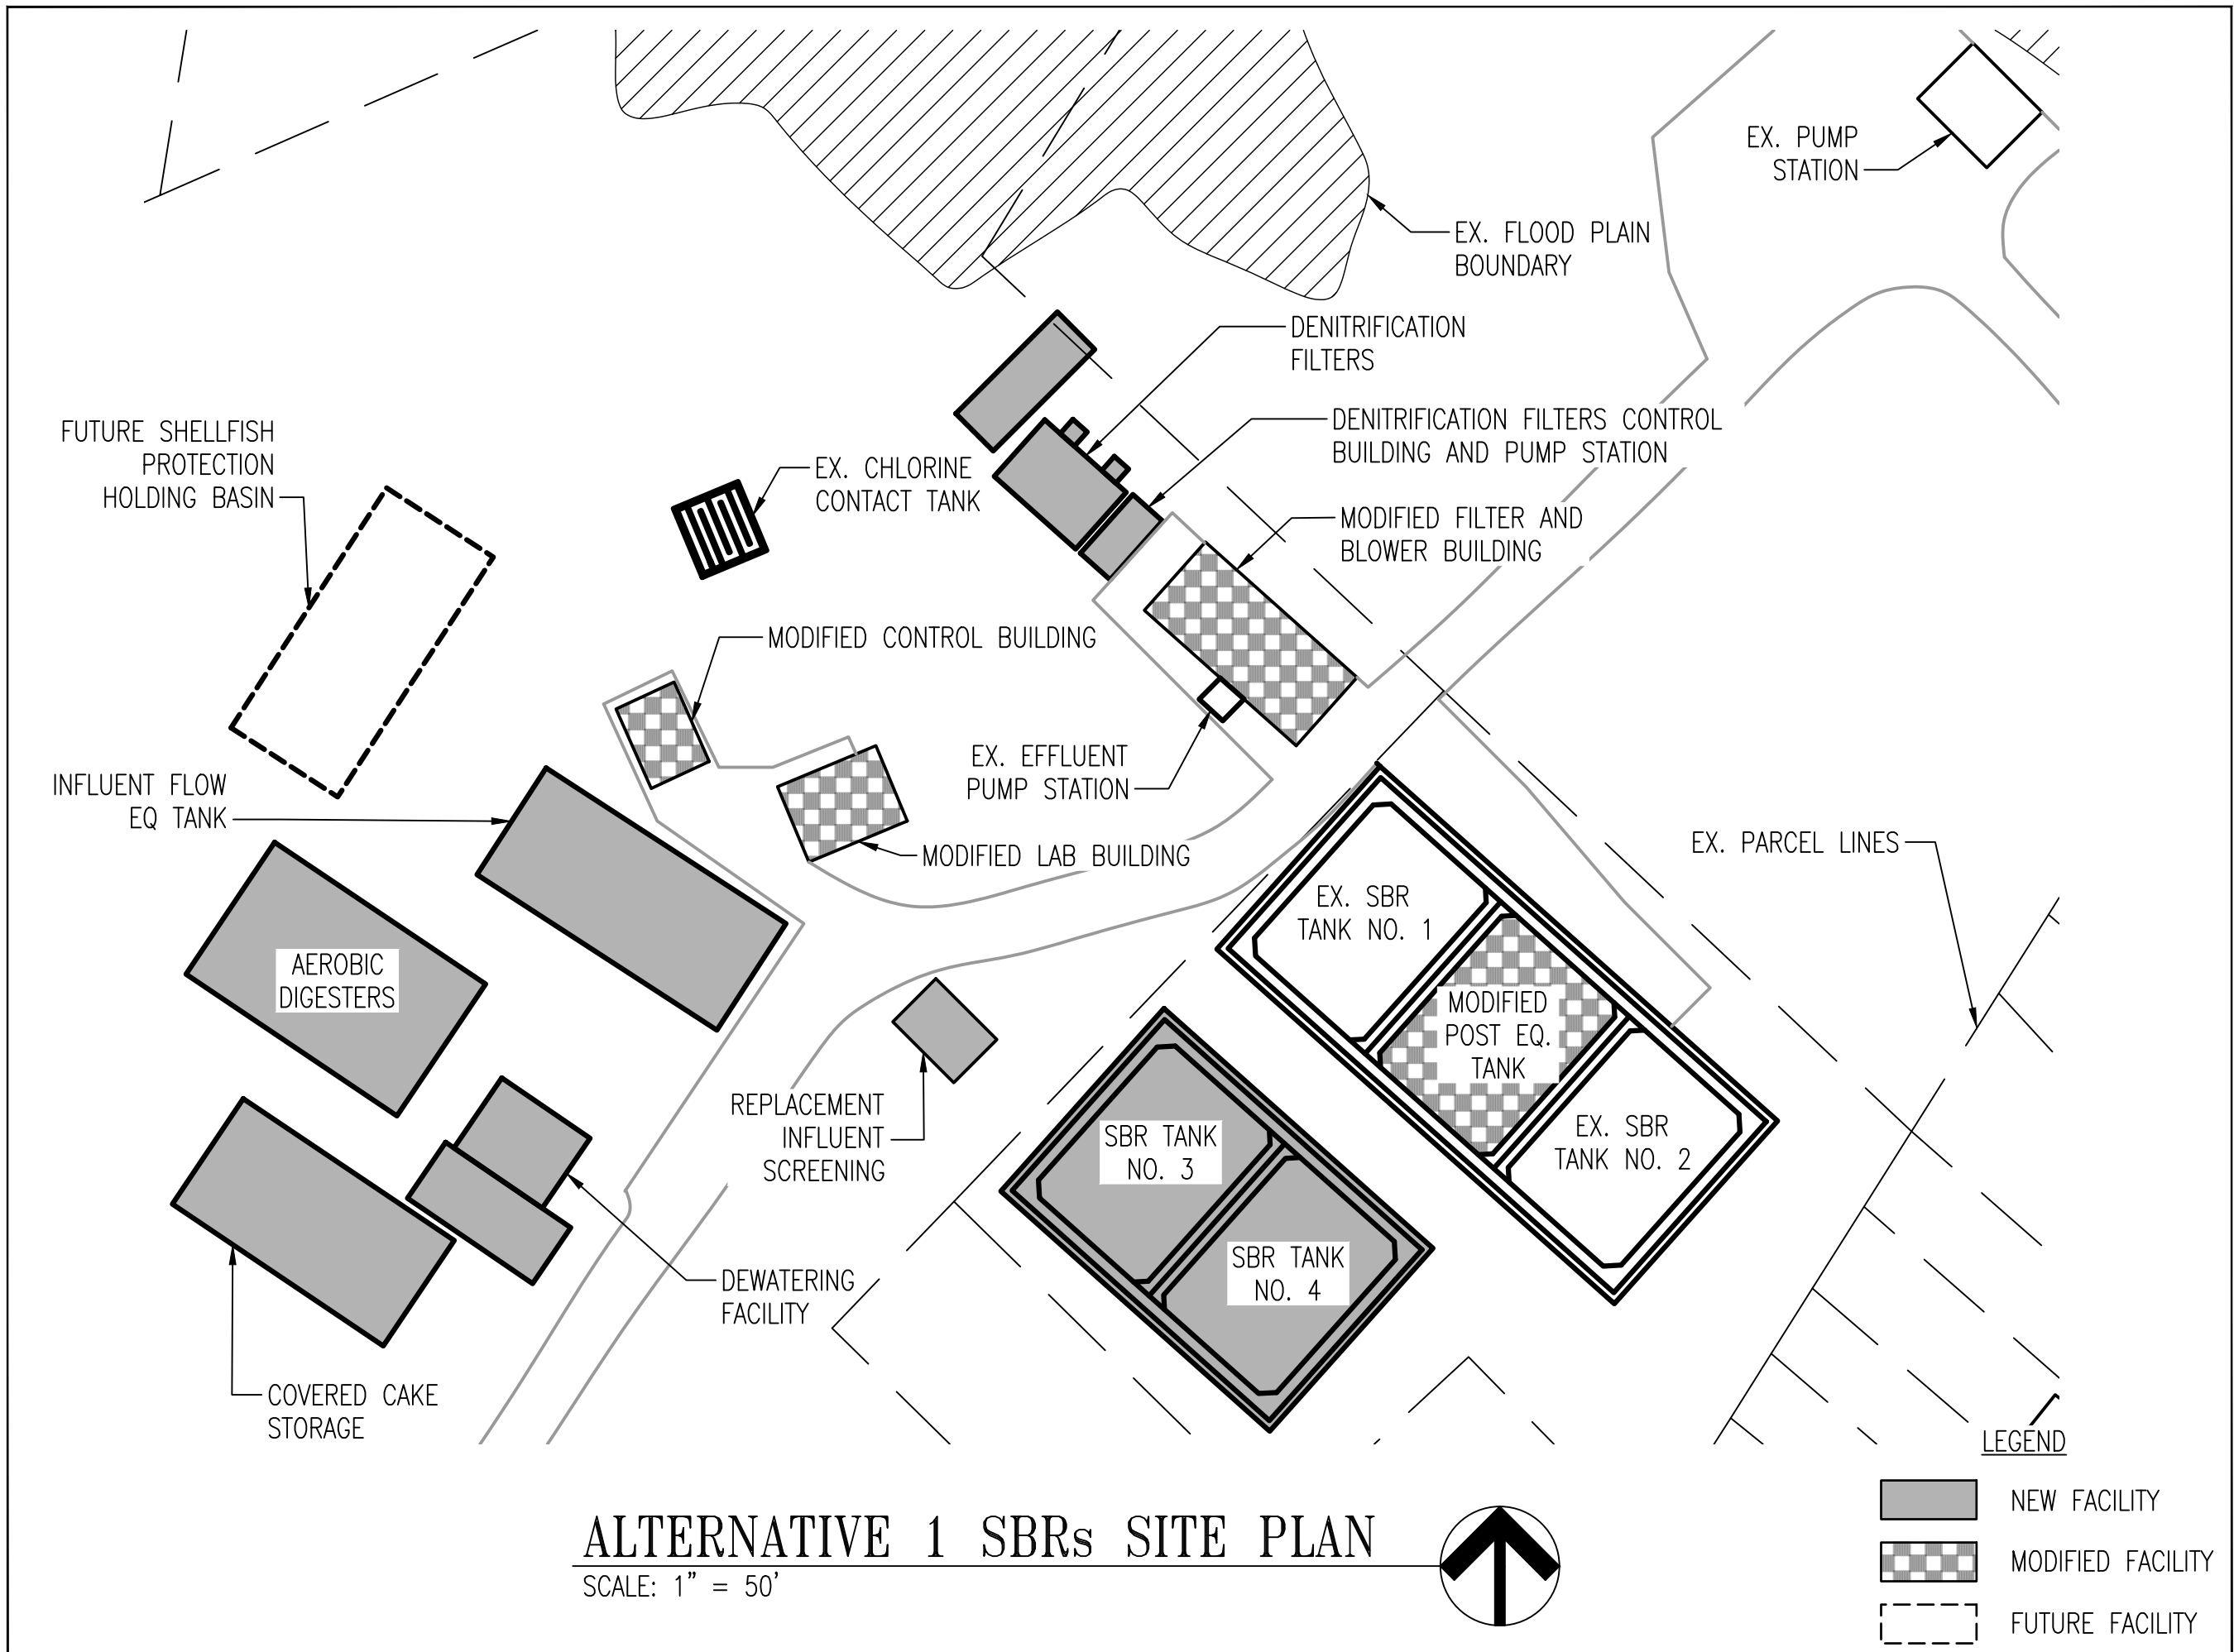 EX. PUMP
STATION
EX. FLOOD PLAIN
BOUNDARY
DENITRIFICATION
FILTERS
DENITRIFICATION FILTERS CONTROL
BUILDING AND PUMP STATION
FUTURE SHELLFISH
PROTECTION
HOLDING BASIN
EX. CHLORINE
CONTACT TANK
MODIFIED FILTER AND
BLOWER BUILDING
MODIFIED CONTROL BUILDING
EX. EFFLUENT
PUMP STATION
INFLUENT FLOW
EQ TANK
MODIFIED LAB BUILDING
EX. PARCEL LINES
EX. SBR
TANK NO. 1
AEROBIC
DIGESTERS
MODIFIED
POST EQ.
TANK
REPLACEMENT
INFLUENT
SCREENING
SBR TANK
NO. 3
EX. SBR
TANK NO. 2
SBR TANK
NO. 4
DEWATERING
FACILITY
COVERED CAKE
STORAGE
LEGEND
NEW FACILITY
MODIFIED FACILITY
FUTURE FACILITY
ALTERNATIVE 1 SBRs SITE PLAN
SCALE: 1" = 50'